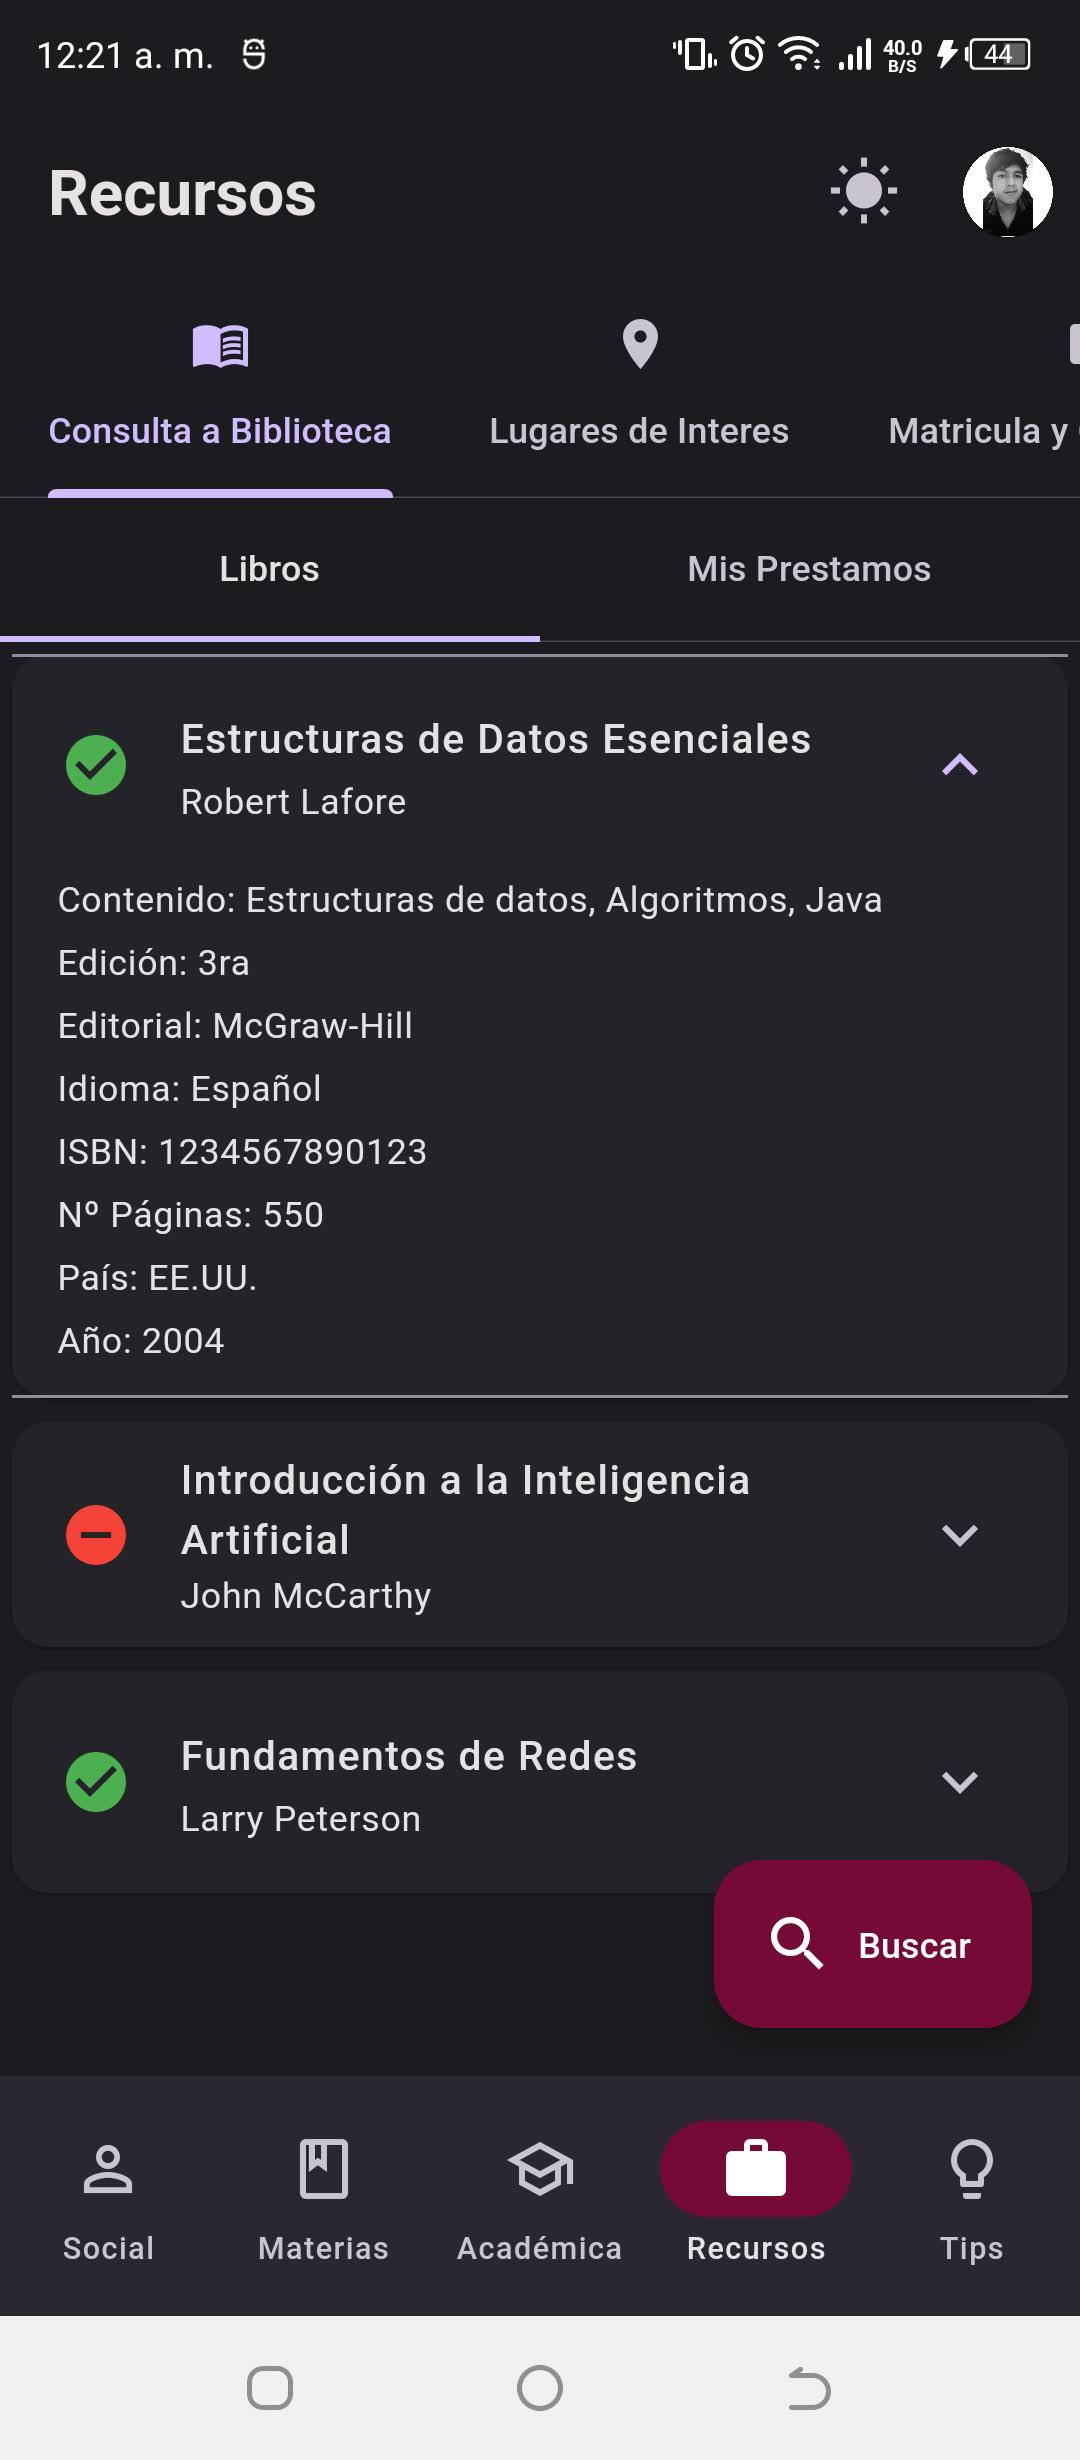 12:21 a. m.
40.0
B/S
44
Recursos
Consulta a Biblioteca
Lugares de Interes
Matricula y
Libros
Mis Prestamos
Estructuras de Datos Esenciales
Robert Lafore
Contenido: Estructuras de datos, Algoritmos, Java
Edición: 3ra
Editorial: McGraw-Hill
Idioma: Español
ISBN: 1234567890123
Nº Páginas: 550
País: EE.UU.
Año: 2004
Introducción a la Inteligencia
Artificial
John McCarthy
Fundamentos de Redes
Larry Peterson
Buscar
Social
Materias
Académica
Recursos
Tips